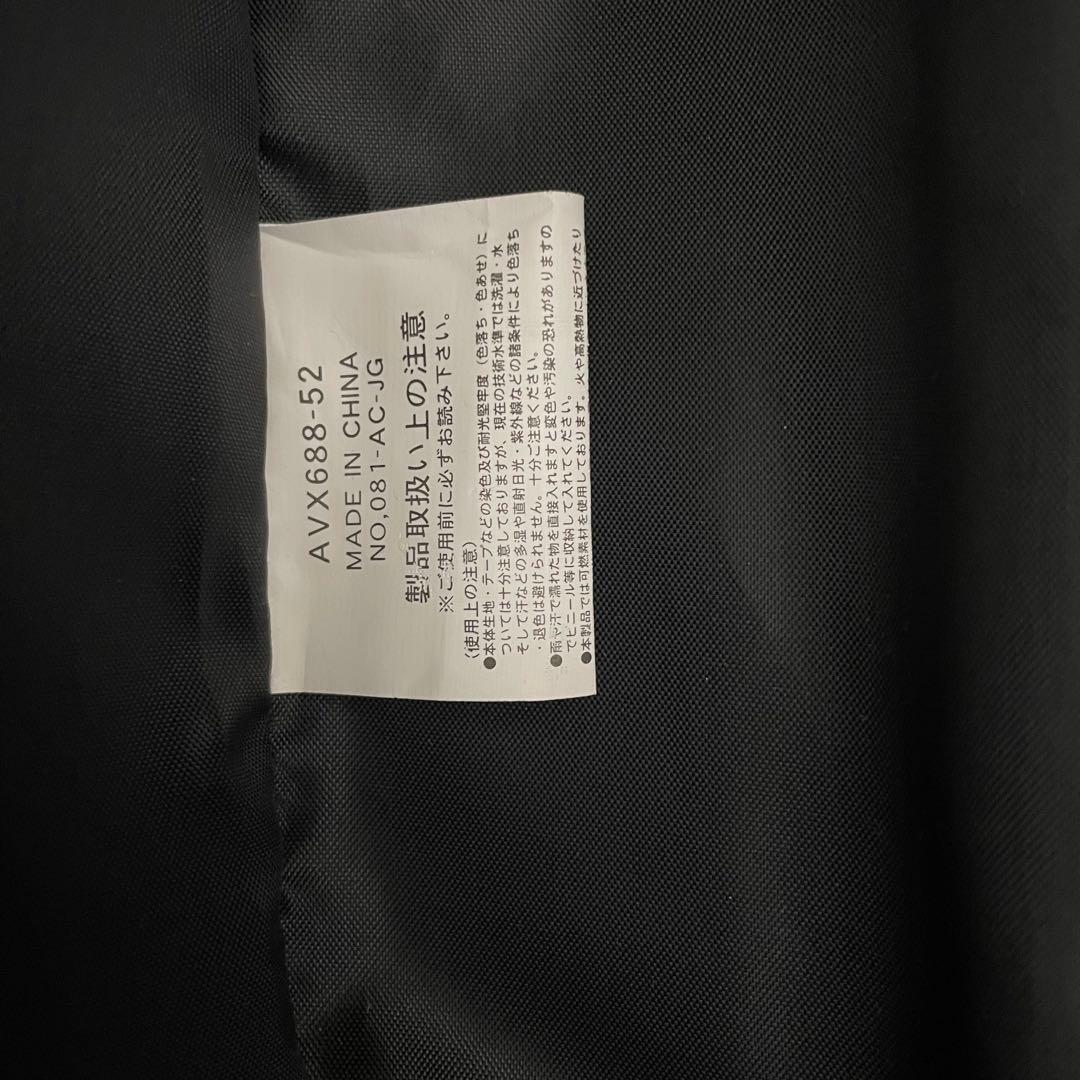 AVX688-52
MADE IN CHINA
NO,081-AC-JG
製品取扱い上の注意
※ご使用前に必ずお読み下さい。
(使用上の注意)
●本体生地・テープなどの染色及び耐光堅牢度(色落ち・色あせ)に
ついては十分注意しておりますが、現在の技術水準では洗濯・水
そして汗などの多湿や直射日光・紫外線などの諸条件により色落ち
・退色は避けられません。十分ご注意ください。
●雨や汗で濡れた物を直接入れますと変色や汚染の恐れがありますの
でビニール等に収納して入れてください。
●本製品では可燃素材を使用しております。火や高熱物に近づけたり